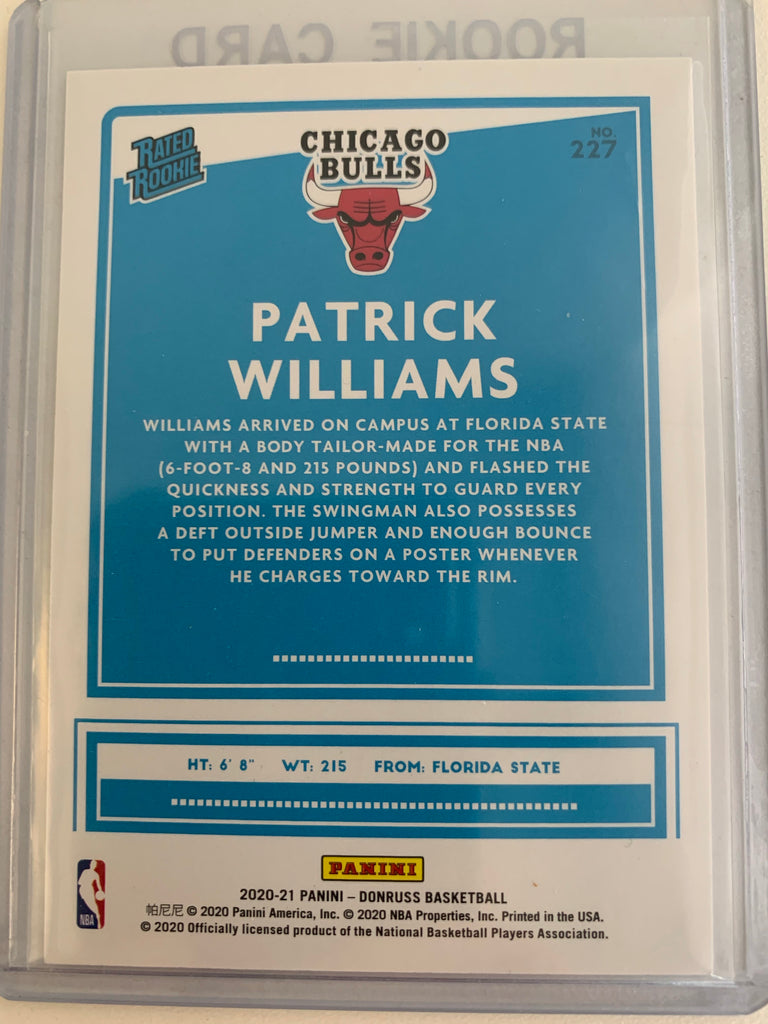 ROOKIE CARD
RATED
ROOKIE
CHICAGO
BULLS
NO.
227
PATRICK
WILLIAMS
WILLIAMS ARRIVED ON CAMPUS AT FLORIDA STATE
WITH A BODY TAILOR-MADE FOR THE NBA
(6-FOOT-8 AND 215 POUNDS) AND FLASHED THE
QUICKNESS AND STRENGTH TO GUARD EVERY
POSITION. THE SWINGMAN ALSO POSSESSES
A DEFT OUTSIDE JUMPER AND ENOUGH BOUNCE
TO PUT DEFENDERS ON A POSTER WHENEVER
HE CHARGES TOWARD THE RIM.
HT: 6' 8" WT: 215 FROM: FLORIDA STATE
PANINI
2020-21 PANINI – DONRUSS BASKETBALL
帕尼尼 © 2020 Panini America, Inc. © 2020 NBA Properties, Inc. Printed in the USA.
© 2020 Officially licensed product of the National Basketball Players Association.
NBA